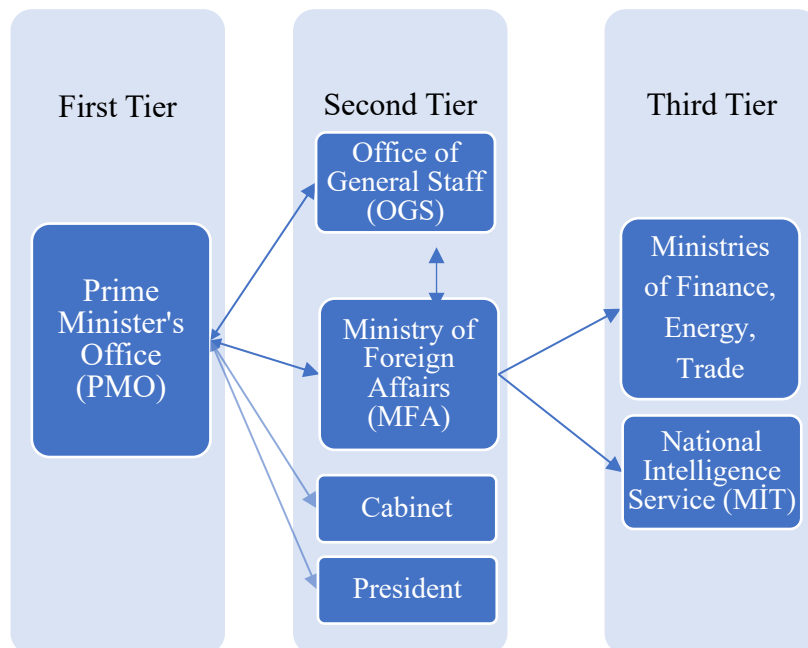 First Tier
Prime
Minister's
Office
(PMO)
Second Tier
Office of
General Staff
(OGS)
Ministry of
Foreign
Affairs
(MFA)
Cabinet
President
Third Tier
Ministries
of Finance,
Energy,
Trade
National
Intelligence
Service (MİT)